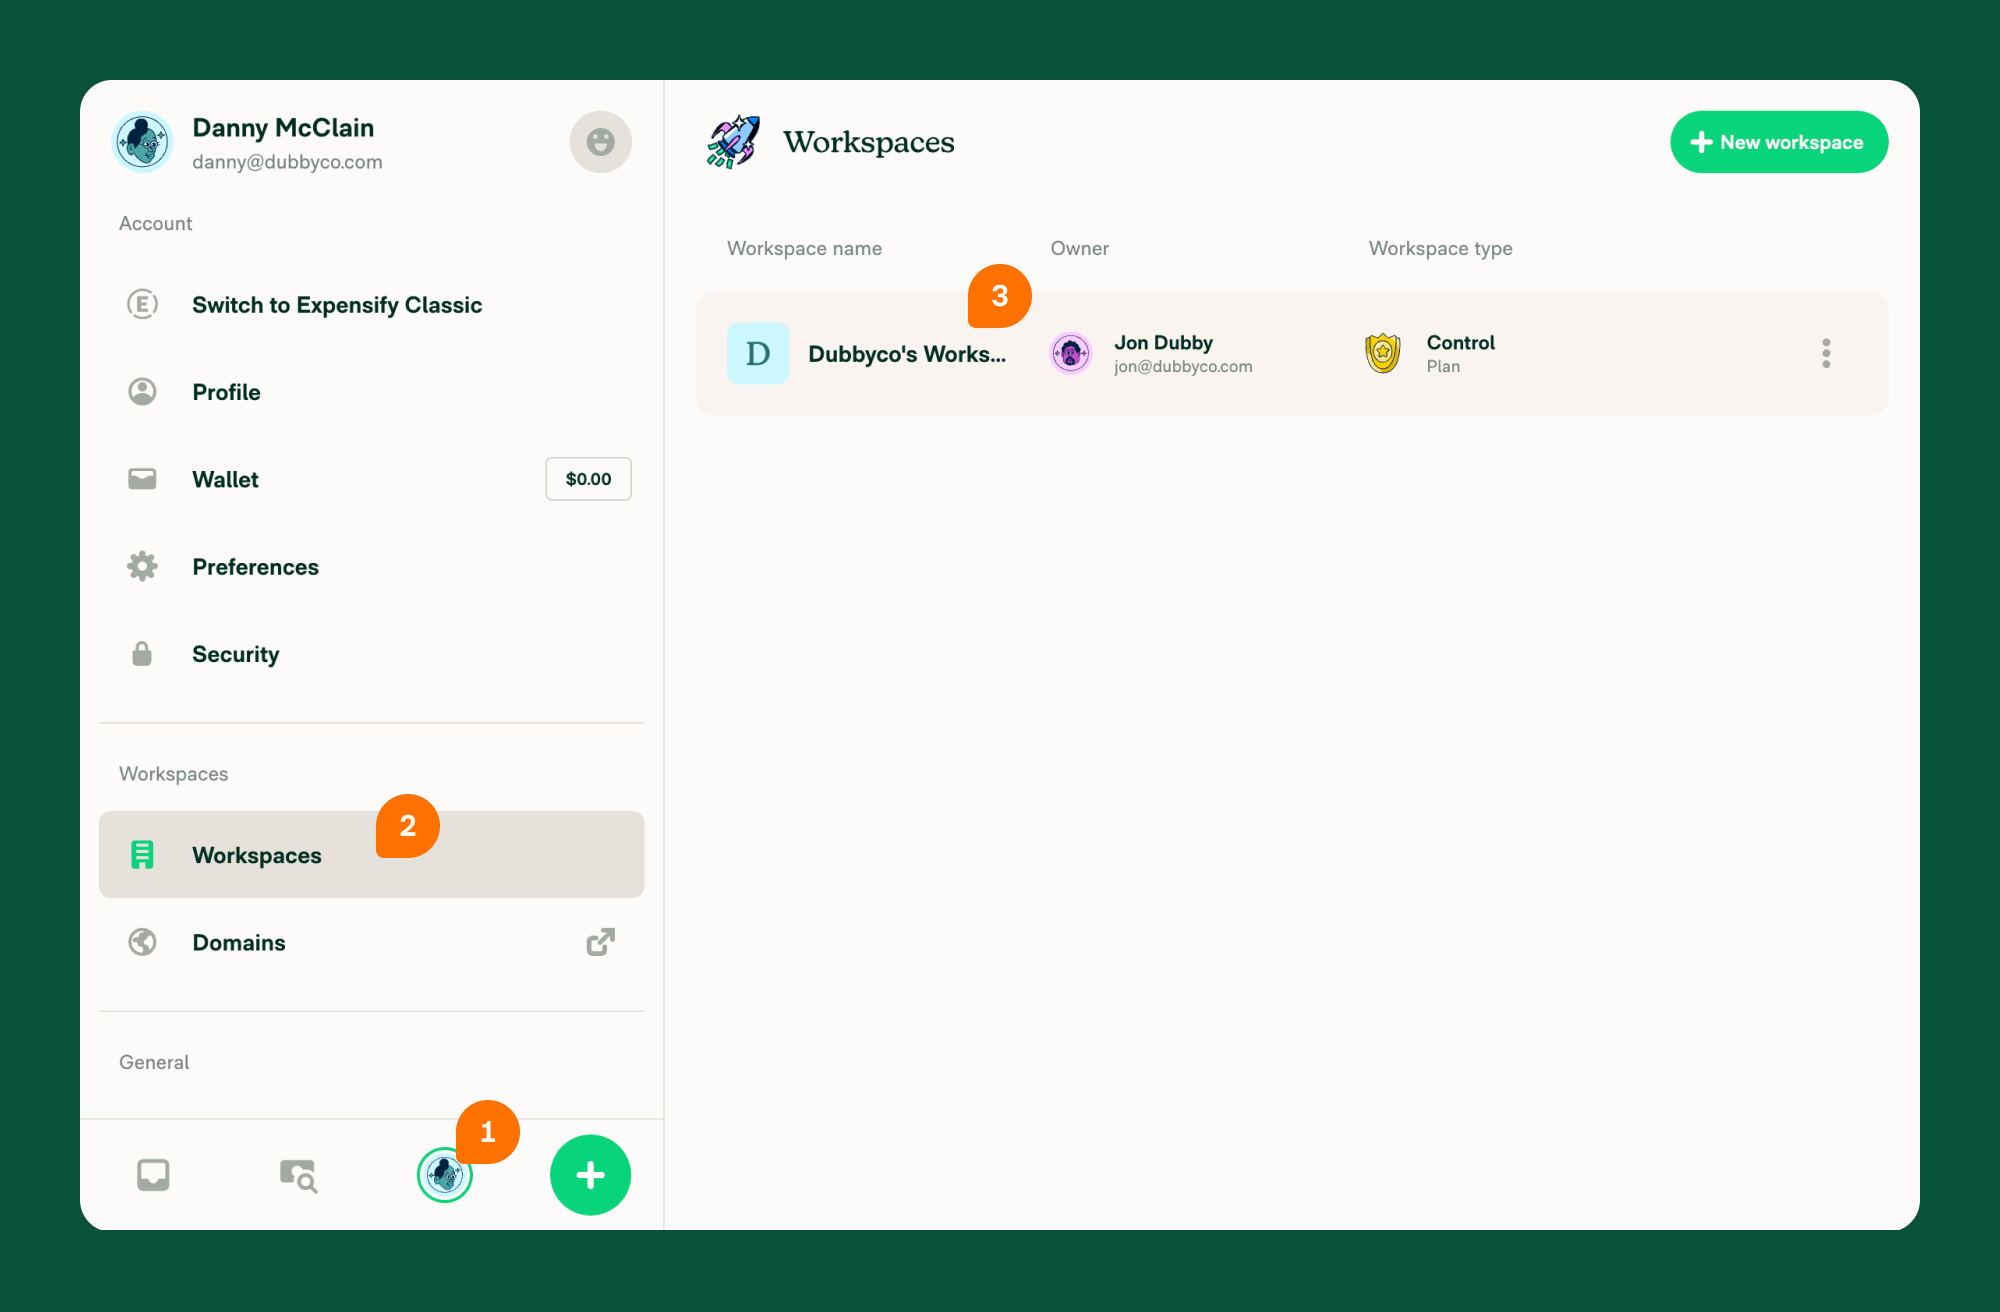 Danny McClain
danny@dubbyco.com
Account
E
Switch to Expensify Classic
Profile
Wallet
$0.00
Preferences
Security
Workspaces
2
Workspaces
Domains
General
1
Workspaces
New workspace
Workspace name
Owner
Workspace type
3
D
Dubbyco's Works...
Jon Dubby
jon@dubbyco.com
Control
Plan